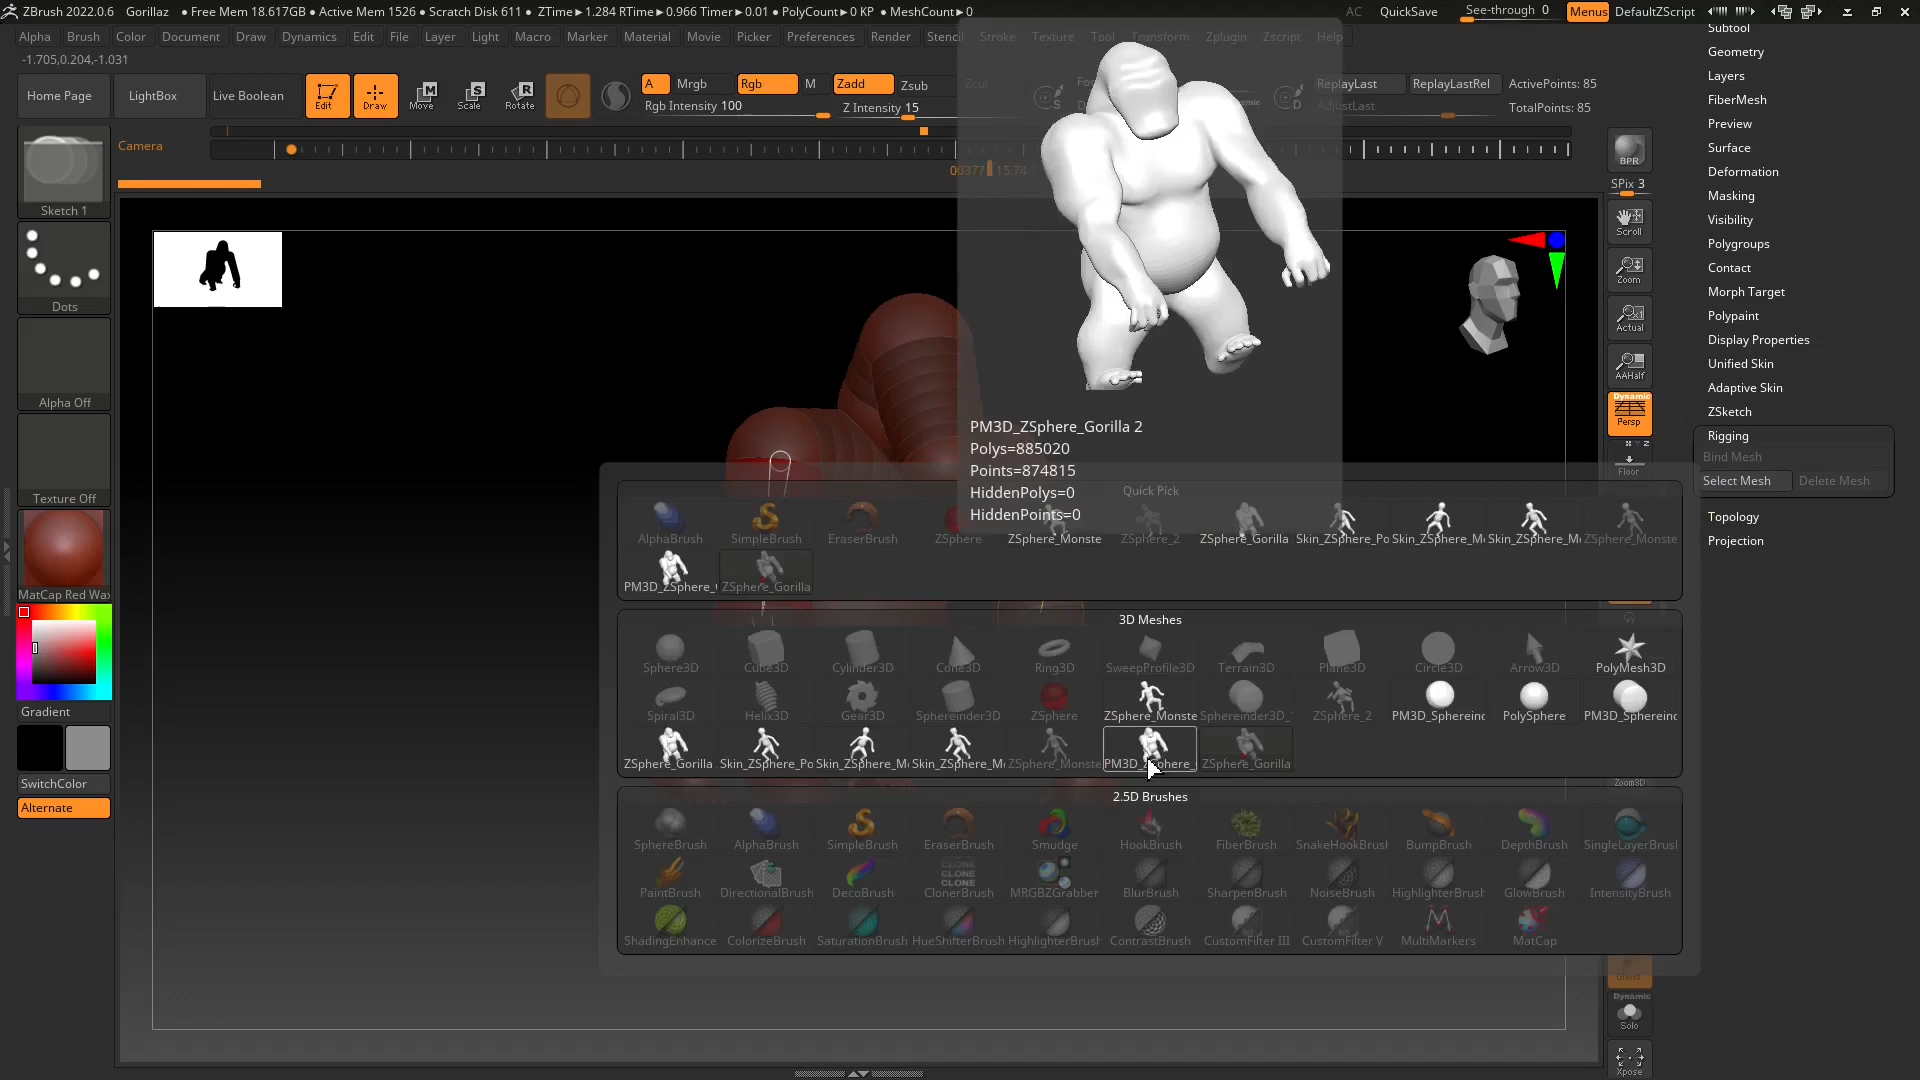 ZBrush 2022.0.6 Gorillaz ● Free Mem 18.617GB ● Active Mem 1526 ● Scratch Disk 611 ● ZTime►1.284 RTime►0.966 Timer►0.01 ● PolyCount►0 KP ● MeshCount►0
AC QuickSave See-through 0 Menus DefaultZScript
Alpha Brush Color Document Draw Dynamics Edit File Layer Light Macro Marker Material Movie Picker Preferences Render Stencil Stroke Texture Tool Transform Zplugin Zscript Help
-1.705,0.204,-1.031
Home Page LightBox Live Boolean Edit Draw Move Scale Rotate
A Mrgb Rgb M Zadd Zsub Zcut
Rgb Intensity 100 Z Intensity 15
ReplayLast ReplayLastRel ActivePoints: 85
AdjustLast TotalPoints: 85
Camera
00377 15:74
Sketch 1
Dots
Alpha Off
Texture Off
MatCap Red Wax
Gradient
SwitchColor
Alternate
PM3D_ZSphere_Gorilla 2
Polys=885020
Points=874815
HiddenPolys=0
HiddenPoints=0
Quick Pick
AlphaBrush SimpleBrush EraserBrush ZSphere ZSphere_Monste ZSphere_2 ZSphere_Gorilla Skin_ZSphere_Po Skin_ZSphere_Mo Skin_ZSphere_Mo ZSphere_Monste
PM3D_ZSphere_ ZSphere_Gorilla
3D Meshes
Sphere3D Cube3D Cylinder3D Cone3D Ring3D SweepProfile3D Terrain3D Plane3D Circle3D Arrow3D PolyMesh3D
Spiral3D Helix3D Gear3D Sphereinder3D ZSphere ZSphere_Monste Sphereinder3D_ ZSphere_2 PM3D_Sphereinc PolySphere PM3D_Sphereinc
ZSphere_Gorilla Skin_ZSphere_Po Skin_ZSphere_Mo Skin_ZSphere_Mo ZSphere_Monste PM3D_ZSphere_ ZSphere_Gorilla
2.5D Brushes
SphereBrush AlphaBrush SimpleBrush EraserBrush Smudge HookBrush FiberBrush SnakeHookBrush BumpBrush DepthBrush SingleLayerBrush
CLONE
CLONE
CLONE
PaintBrush DirectionalBrush DecoBrush ClonerBrush MRGBZGrabber BlurBrush SharpenBrush NoiseBrush HighlighterBrush GlowBrush IntensityBrush
ShadingEnhance ColorizeBrush SaturationBrush HueShifterBrush HighlighterBrush ContrastBrush CustomFilter III CustomFilter V MultiMarkers MatCap
BPR
SPix 3
Scroll
Zoom
Actual
AAHalf
Dynamic
Persp
Floor
Zoom3D
Ghost
Dynamic
Solo
Xpose
Subtool
Geometry
Layers
FiberMesh
Preview
Surface
Deformation
Masking
Visibility
Polygroups
Contact
Morph Target
Polypaint
Display Properties
Unified Skin
Adaptive Skin
ZSketch
Rigging
Bind Mesh
Select Mesh Delete Mesh
Topology
Projection